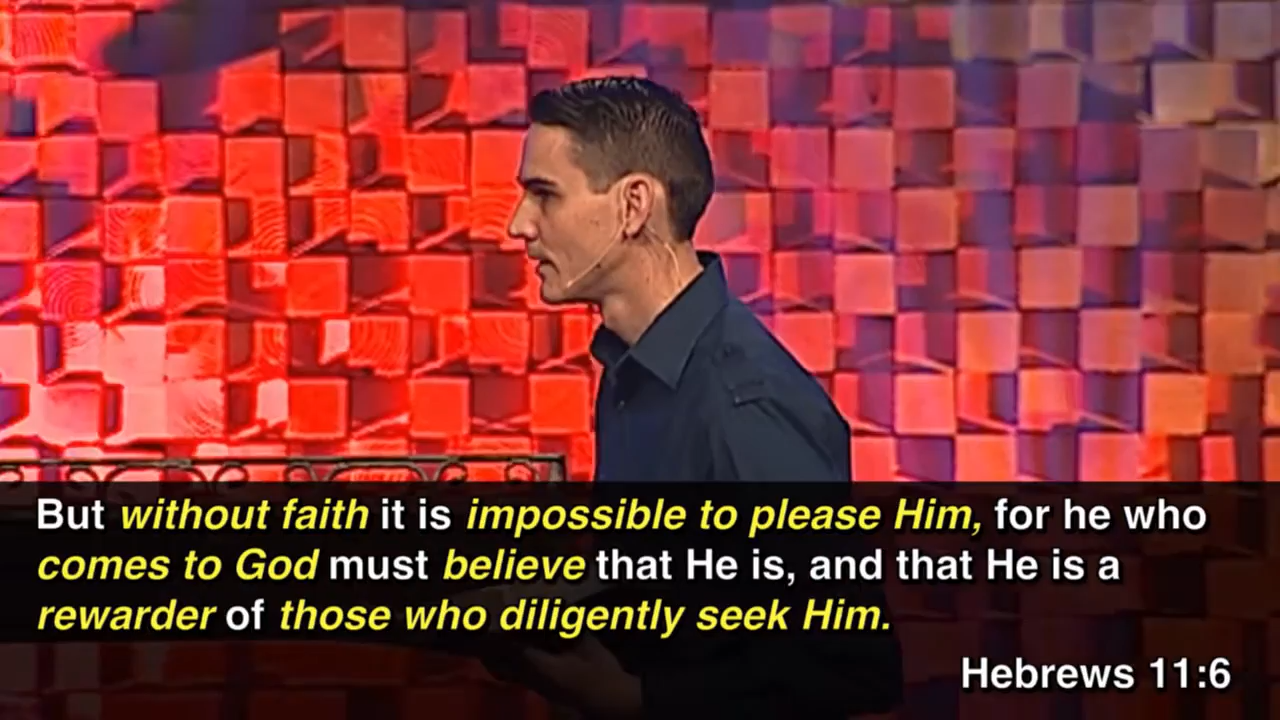 But without faith it is impossible to please Him, for he who
comes to God must believe that He is, and that He is a
rewarder of those who diligently seek Him.
Hebrews 11:6